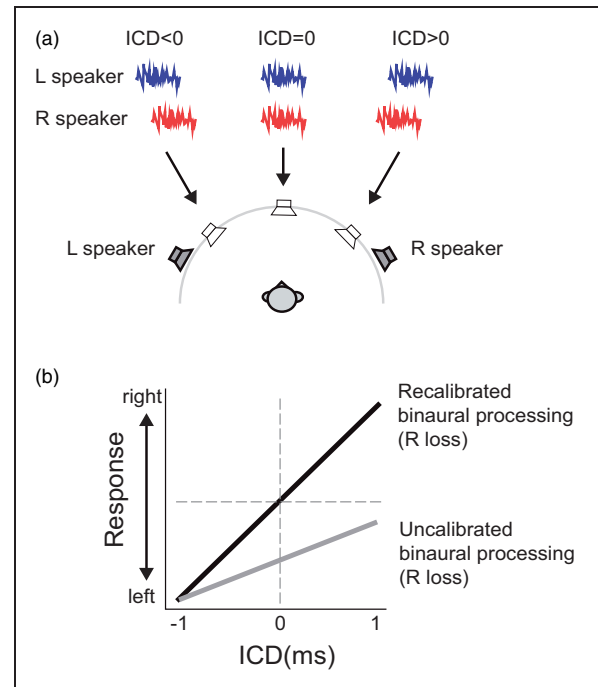 (a)
ICD<0 ICD=0 ICD>0
L speaker
R speaker
L speaker R speaker
(b)
right
Response
left
Recalibrated
binaural processing
(R loss)
Uncalibrated
binaural processing
(R loss)
-1 0 1
ICD(ms)